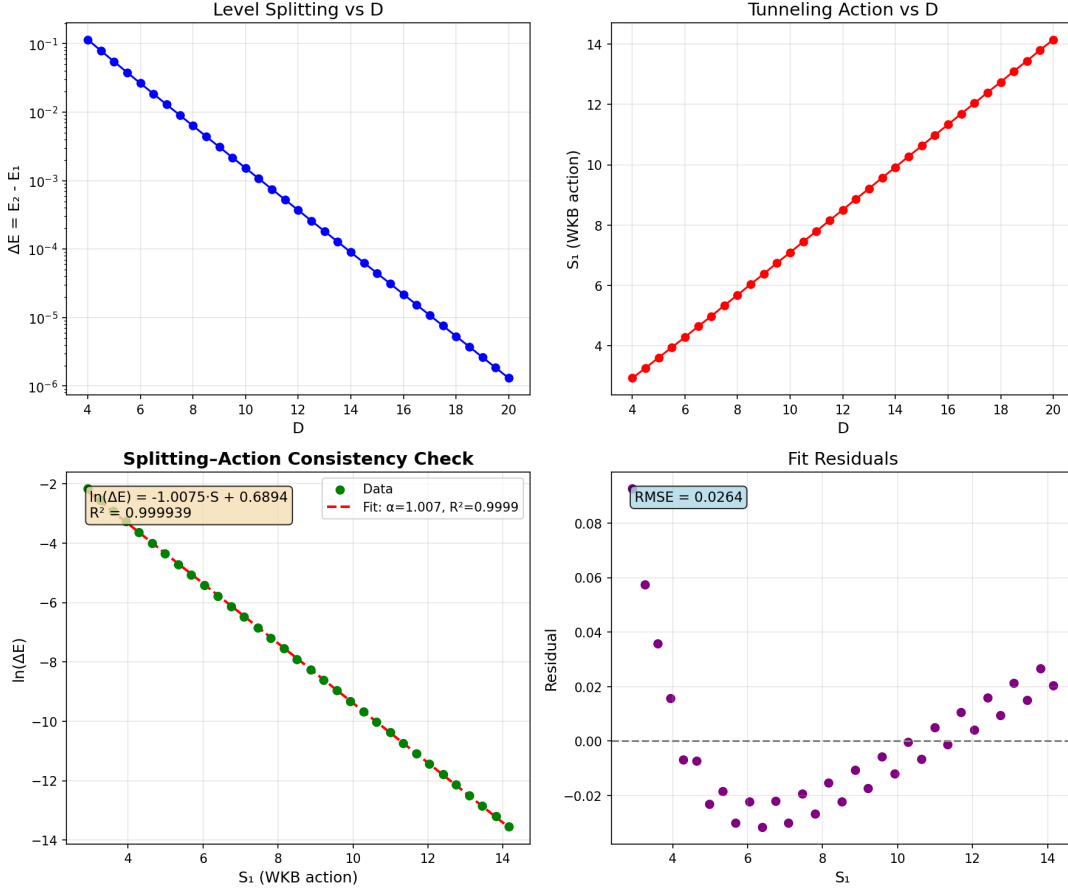 Level Splitting vs D
10⁻¹
10⁻²
10⁻³
10⁻⁴
10⁻⁵
10⁻⁶
ΔE = E₂ - E₁
4 6 8 10 12 14 16 18 20
D
Tunneling Action vs D
14
12
10
8
6
4
S₁ (WKB action)
4 6 8 10 12 14 16 18 20
D
Splitting–Action Consistency Check
ln(ΔE) = -1.0075·S + 0.6894
R² = 0.999939
Data
Fit: α=1.007, R²=0.9999
−2
−4
−6
−8
−10
−12
−14
ln(ΔE)
4 6 8 10 12 14
S₁ (WKB action)
Fit Residuals
RMSE = 0.0264
0.08
0.06
0.04
0.02
0.00
−0.02
Residual
4 6 8 10 12 14
S₁